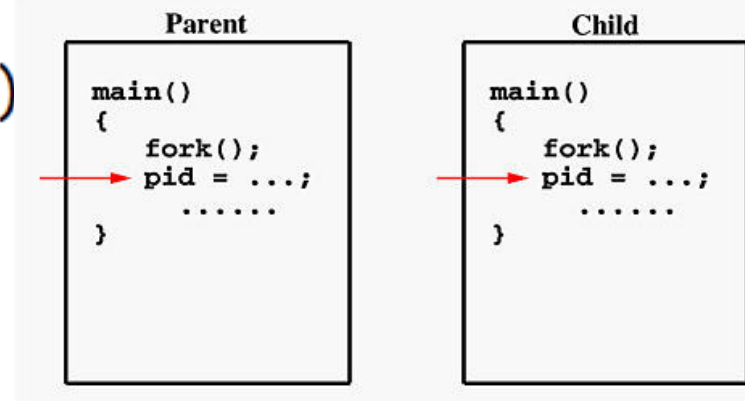 Parent
main()
{
fork();
pid = ...;
......
}
Child
main()
{
fork();
pid = ...;
......
}